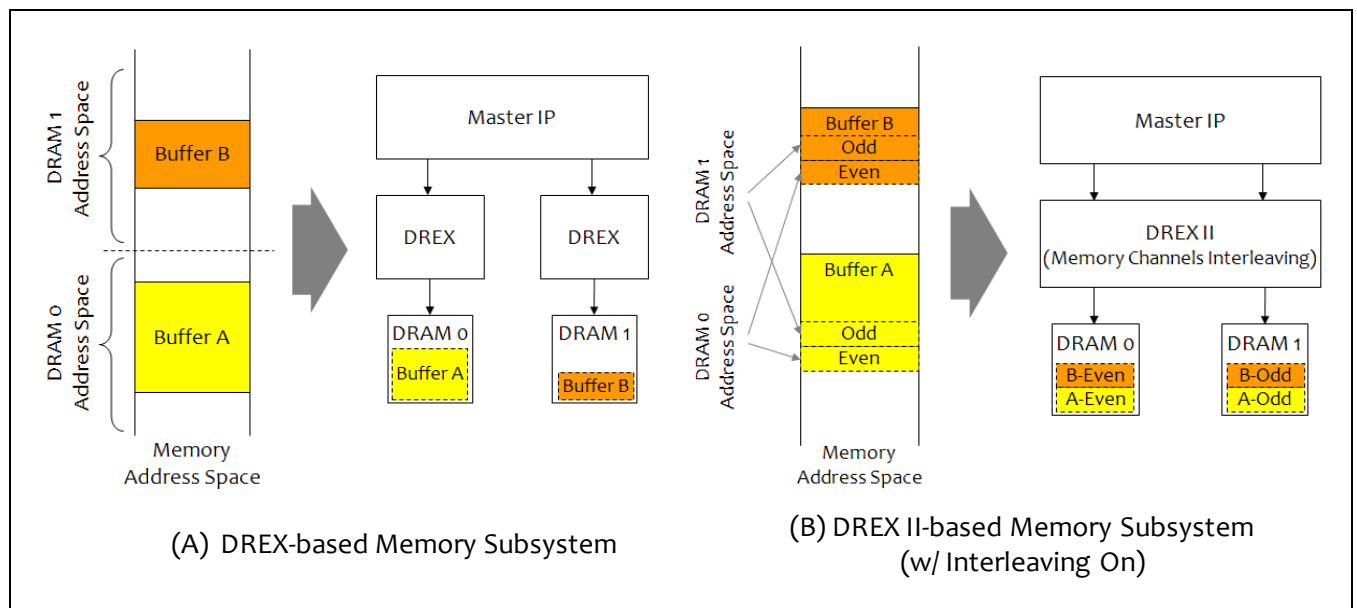 DRAM 1
Address Space
Buffer B
DRAM 0
Address Space
Buffer A
Memory
Address Space
Master IP
DREX
DREX
DRAM 0
Buffer A
DRAM 1
Buffer B
(A) DREX-based Memory Subsystem
DRAM 1
Address Space
DRAM 0
Address Space
Buffer B
Odd
Even
Buffer A
Odd
Even
Memory
Address Space
Master IP
DREX II
(Memory Channels Interleaving)
DRAM 0
B-Even
A-Even
DRAM 1
B-Odd
A-Odd
(B) DREX II-based Memory Subsystem
(w/ Interleaving On)